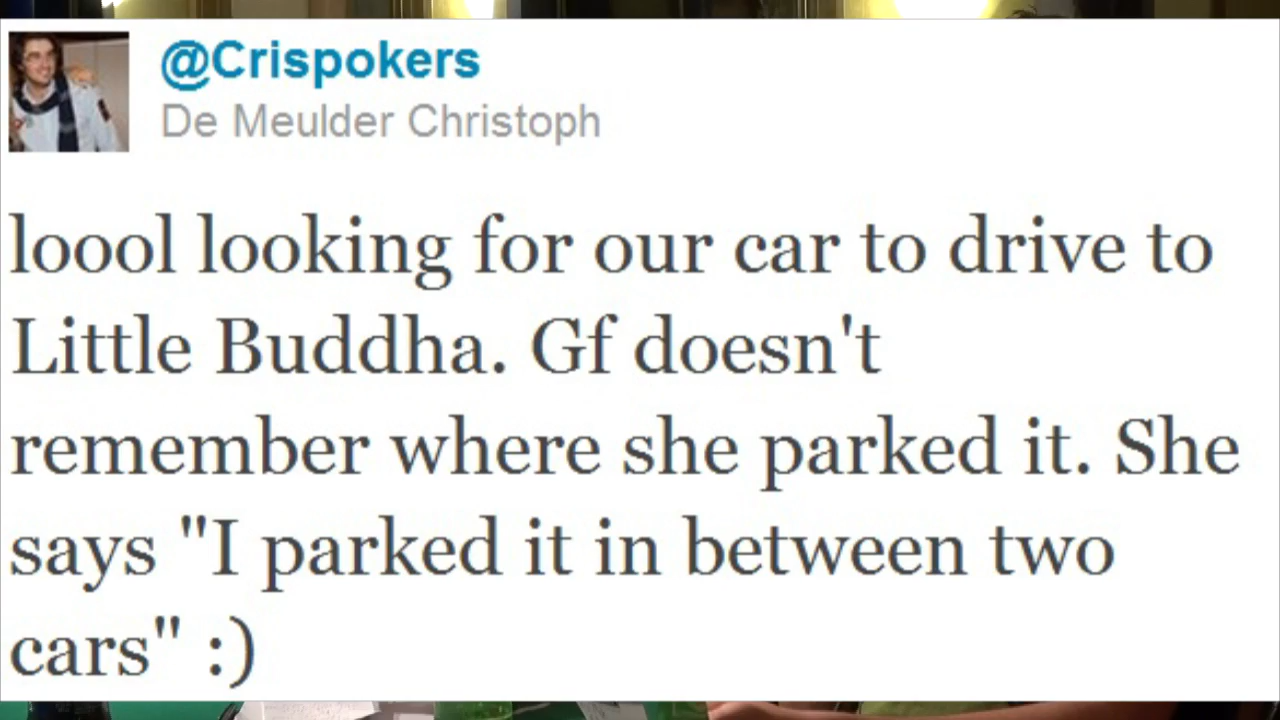 @Crispokers
De Meulder Christoph
loool looking for our car to drive to
Little Buddha. Gf doesn't
remember where she parked it. She
says "I parked it in between two
cars" :)